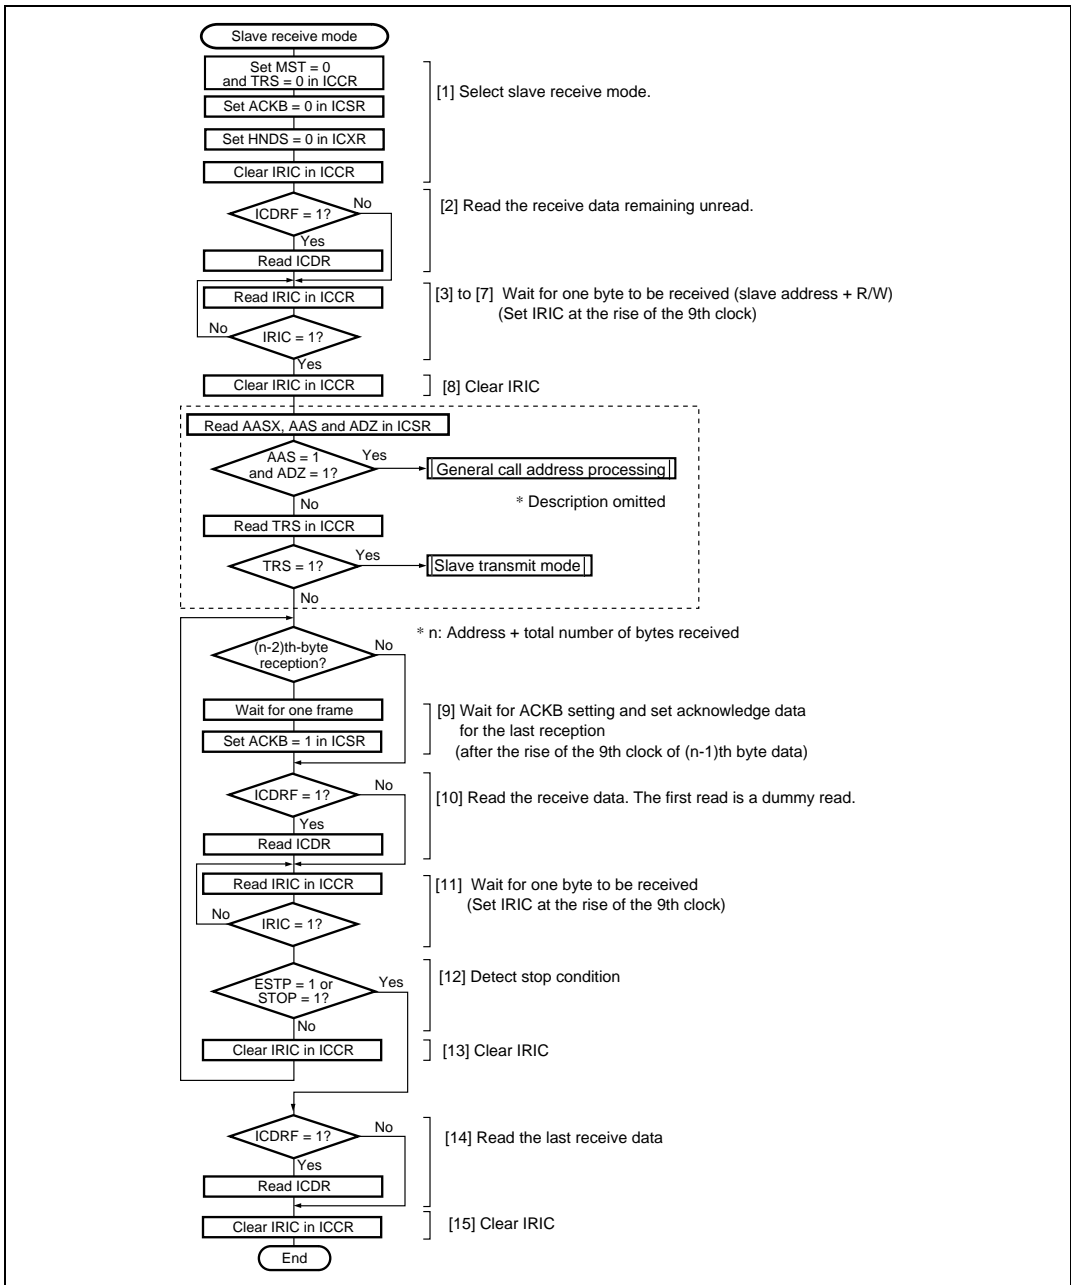 Slave receive mode
Set MST = 0
and TRS = 0 in ICCR
[1] Select slave receive mode.
Set ACKB = 0 in ICSR
Set HNDS = 0 in ICXR
Clear IRIC in ICCR
ICDRF = 1?
No
[2] Read the receive data remaining unread.
Yes
Read ICDR
Read IRIC in ICCR
[3] to [7] Wait for one byte to be received (slave address + R/W)
(Set IRIC at the rise of the 9th clock)
No
IRIC = 1?
Yes
Clear IRIC in ICCR
[8] Clear IRIC
Read AASX, AAS and ADZ in ICSR
AAS = 1
and ADZ = 1?
Yes
General call address processing
* Description omitted
No
Read TRS in ICCR
TRS = 1?
Yes
Slave transmit mode
No
* n: Address + total number of bytes received
(n-2)th-byte
reception?
No
Wait for one frame
[9] Wait for ACKB setting and set acknowledge data
for the last reception
(after the rise of the 9th clock of (n-1)th byte data)
Set ACKB = 1 in ICSR
ICDRF = 1?
No
[10] Read the receive data. The first read is a dummy read.
Yes
Read ICDR
Read IRIC in ICCR
[11] Wait for one byte to be received
(Set IRIC at the rise of the 9th clock)
No
IRIC = 1?
ESTP = 1 or
STOP = 1?
Yes
[12] Detect stop condition
No
Clear IRIC in ICCR
[13] Clear IRIC
ICDRF = 1?
No
[14] Read the last receive data
Yes
Read ICDR
Clear IRIC in ICCR
[15] Clear IRIC
End